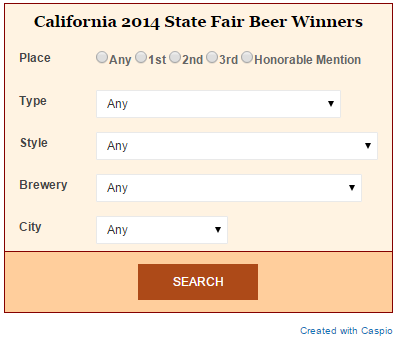 California 2014 State Fair Beer Winners
Place Any 1st 2nd 3rd Honorable Mention
Type Any
Style Any
Brewery Any
City Any
SEARCH
Created with Caspio